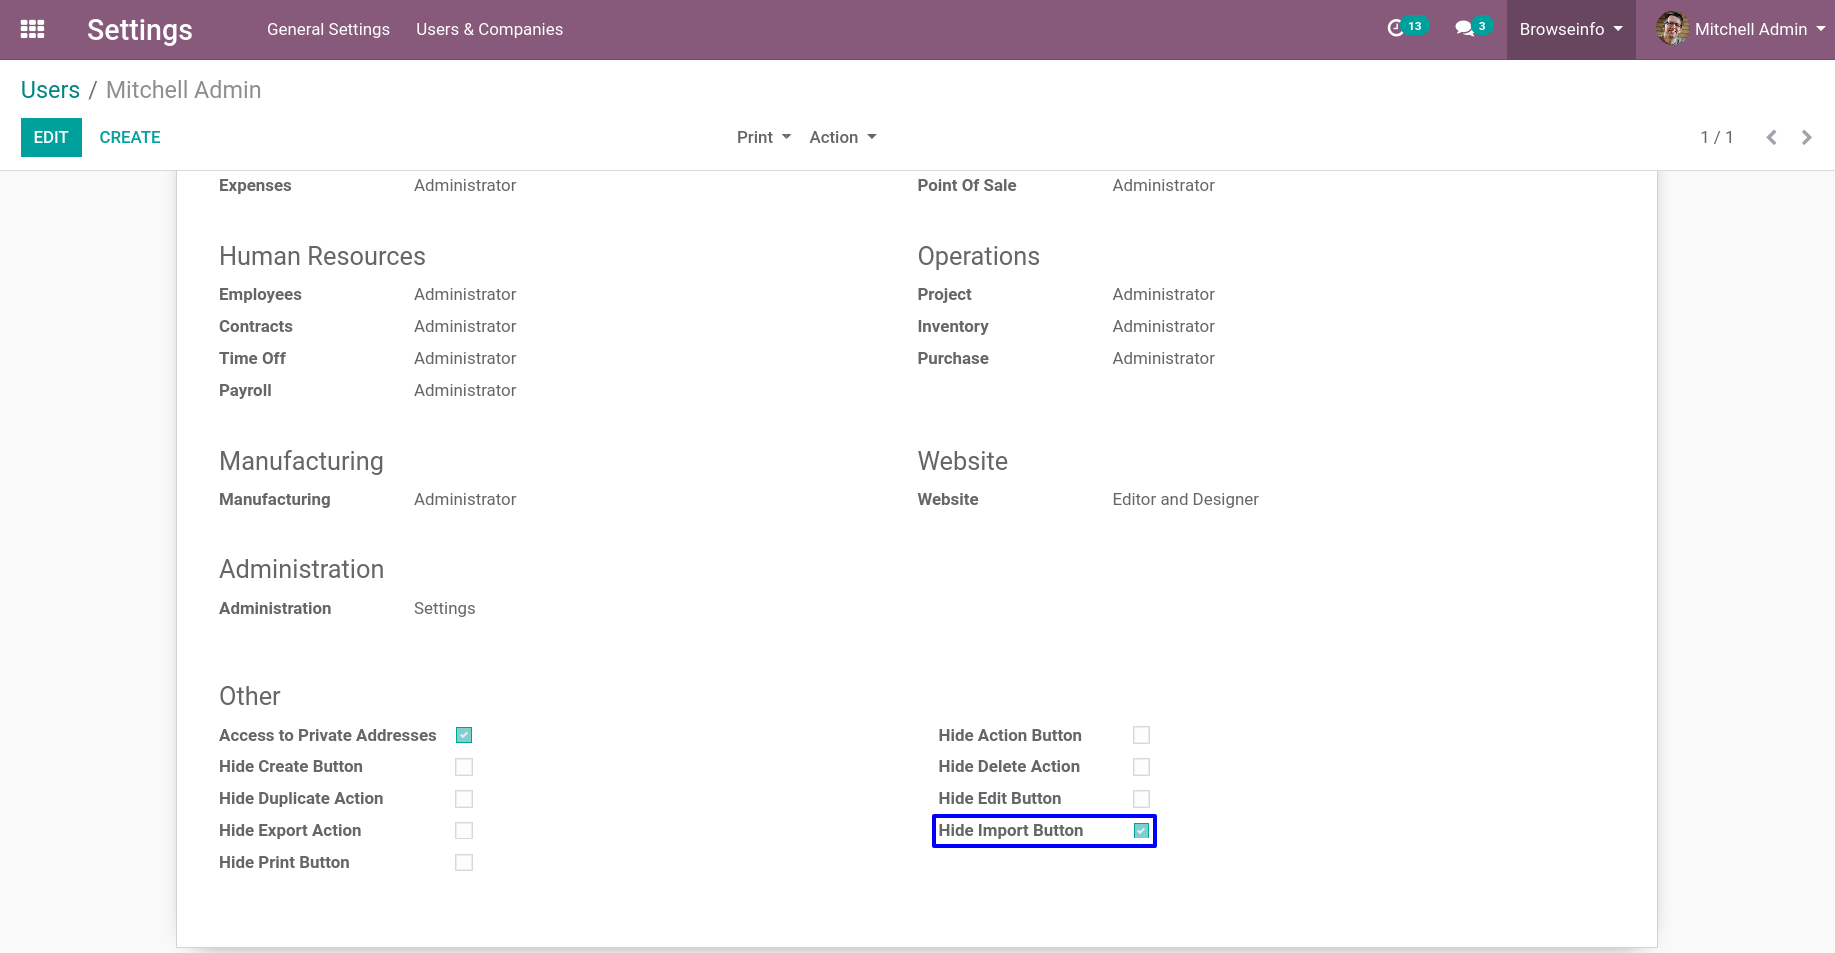 Settings General Settings Users & Companies 13 3 Browseinfo Mitchell Admin
Users / Mitchell Admin
EDIT CREATE Print Action 1 / 1
Expenses Administrator Point Of Sale Administrator
Human Resources Operations
Employees Administrator Project Administrator
Contracts Administrator Inventory Administrator
Time Off Administrator Purchase Administrator
Payroll Administrator
Manufacturing Website
Manufacturing Administrator Website Editor and Designer
Administration
Administration Settings
Other
Access to Private Addresses Hide Action Button
Hide Create Button Hide Delete Action
Hide Duplicate Action Hide Edit Button
Hide Export Action Hide Import Button
Hide Print Button